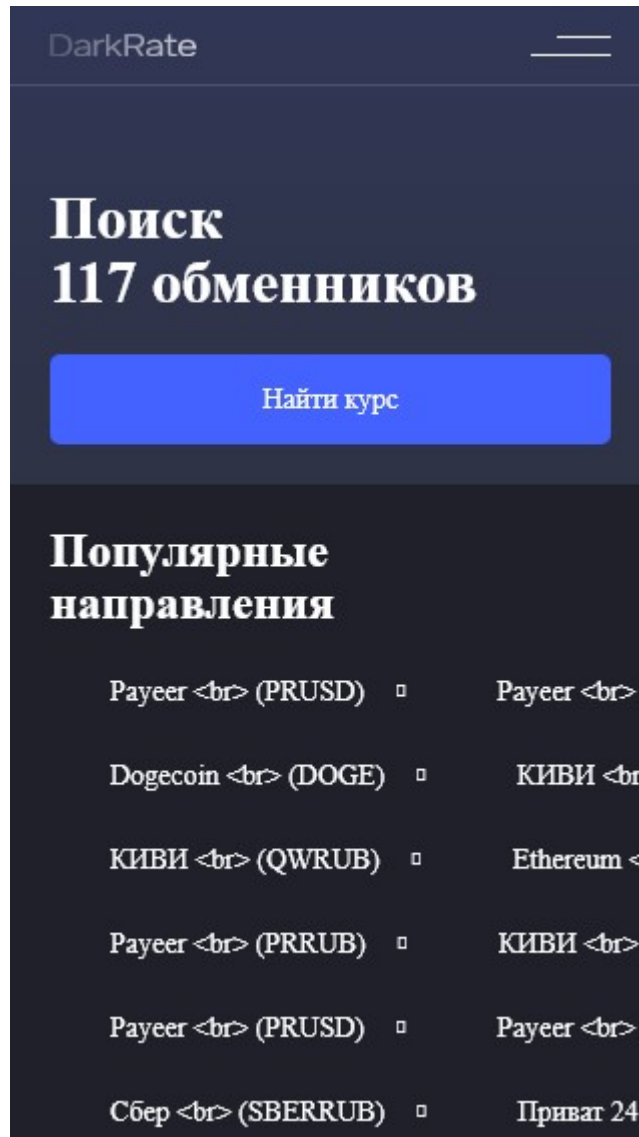 DarkRate
Поиск
117 обменников
Найти курс
Популярные
направления
Payeer <br> (PRUSD) Payeer <br>
Dogecoin <br> (DOGE) КИВИ <br
КИВИ <br> (QWRUB) Ethereum <
Payeer <br> (PRRUB) КИВИ <br>
Payeer <br> (PRUSD) Payeer <br>
Сбер <br> (SBERRUB) Приват 24